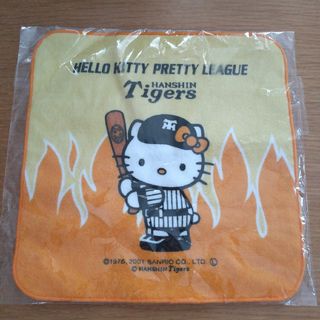 HELLO KITTY PRETTY LEAGUE
HANSHIN
Tigers
©1976, 2001 SANRIO CO., LTD. Ⓛ
© HANSHIN Tigers